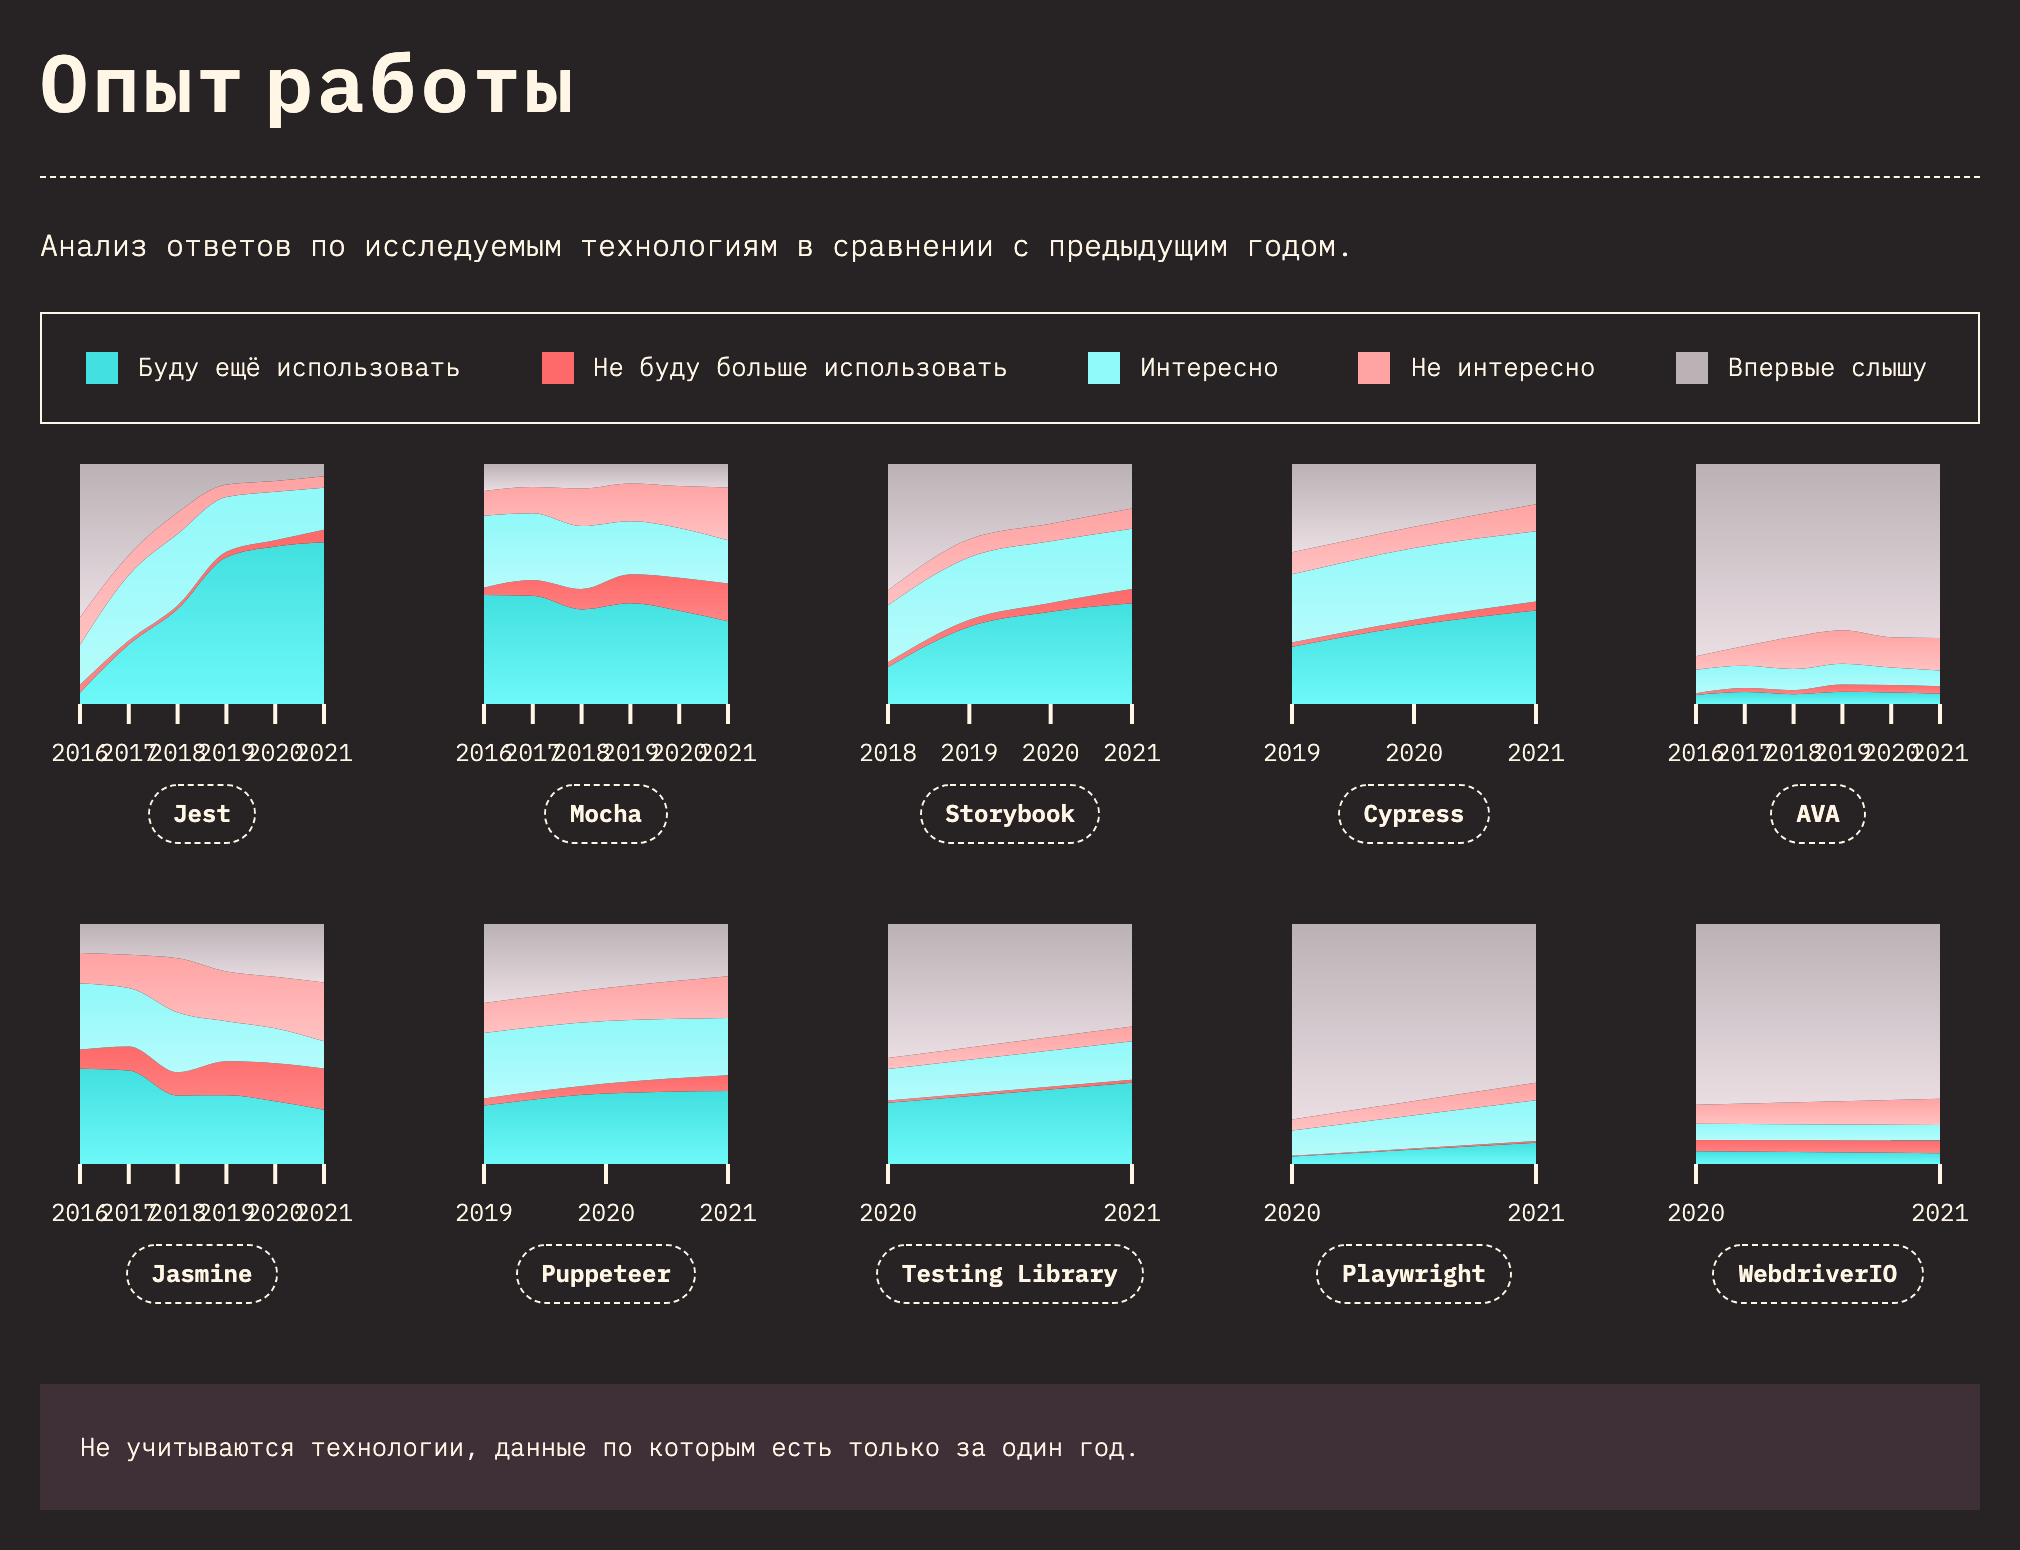 Опыт работы
Анализ ответов по исследуемым технологиям в сравнении с предыдущим годом.
Буду ещё использовать Не буду больше использовать Интересно Не интересно Впервые слышу
2016 2017 2018 2019 2020 2021 2016 2017 2018 2019 2020 2021 2018 2019 2020 2021 2019 2020 2021 2016 2017 2018 2019 2020 2021
Jest Mocha Storybook Cypress AVA
2016 2017 2018 2019 2020 2021 2019 2020 2021 2020 2021 2020 2021 2020 2021
Jasmine Puppeteer Testing Library Playwright WebdriverIO
Не учитываются технологии, данные по которым есть только за один год.